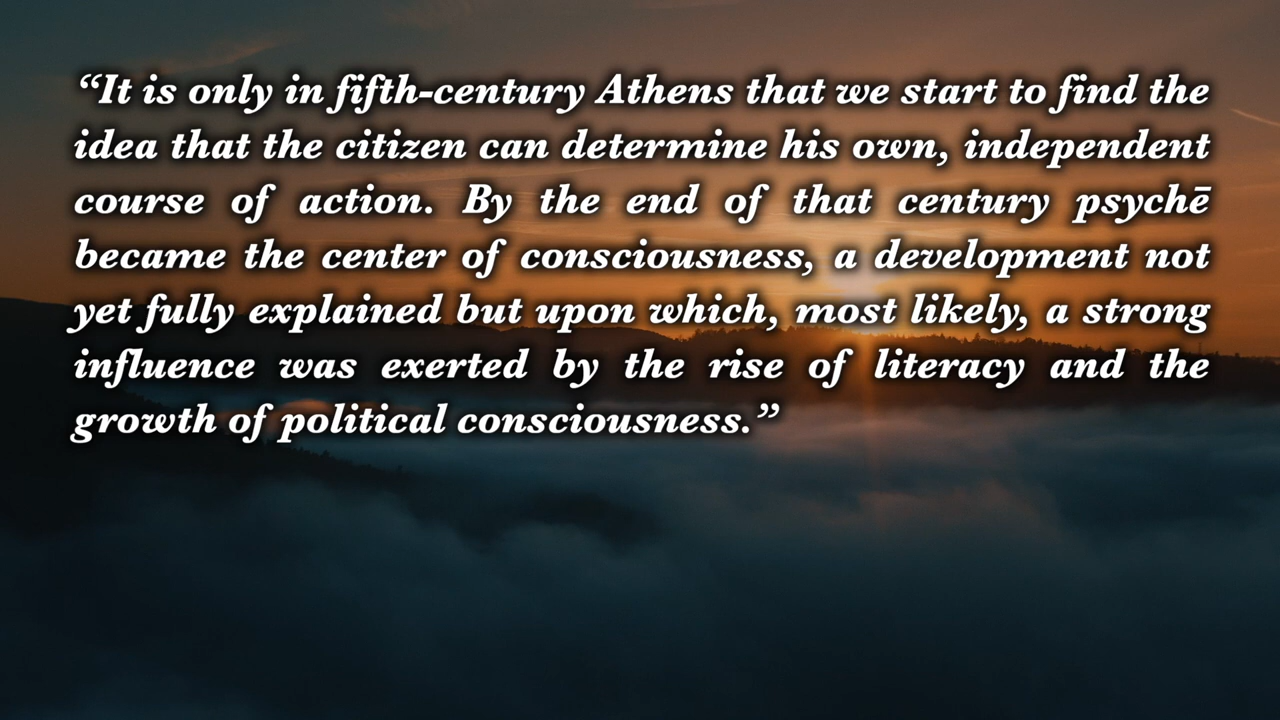 “It is only in fifth-century Athens that we start to find the
idea that the citizen can determine his own, independent
course of action. By the end of that century psychē
became the center of consciousness, a development not
yet fully explained but upon which, most likely, a strong
influence was exerted by the rise of literacy and the
growth of political consciousness.”